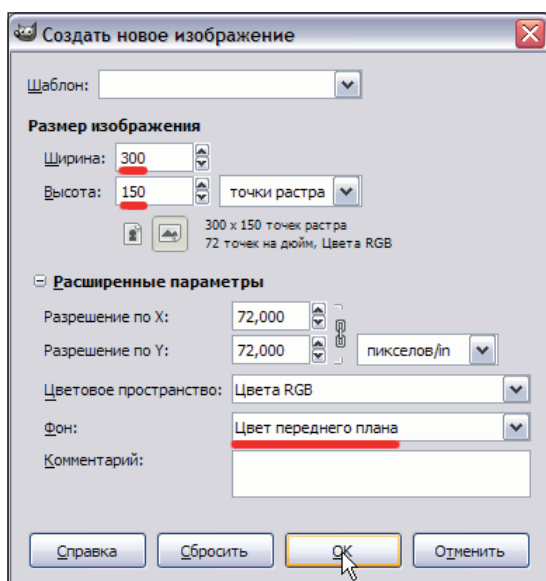 Создать новое изображение
Шаблон:
Размер изображения
Ширина: 300
Высота: 150 точки растра
300 x 150 точек растра
72 точек на дюйм, Цвета RGB
Расширенные параметры
Разрешение по X: 72,000
Разрешение по Y: 72,000 пикселов/in
Цветовое пространство: Цвета RGB
Фон: Цвет переднего плана
Комментарий:
Справка Сбросить OK Отменить